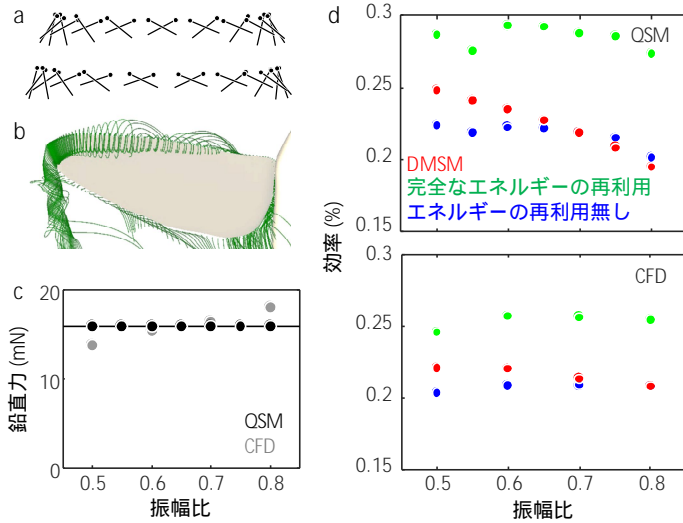 a
b
c
20
10
0
鉛直力 (mN)
QSM
CFD
0.5
0.6
0.7
0.8
振幅比
d
0.3
0.25
0.2
0.15
QSM
DMSM
完全なエネルギーの再利用
エネルギーの再利用無し
効率 (%)
0.3
0.25
0.2
0.15
CFD
0.5
0.6
0.7
0.8
振幅比